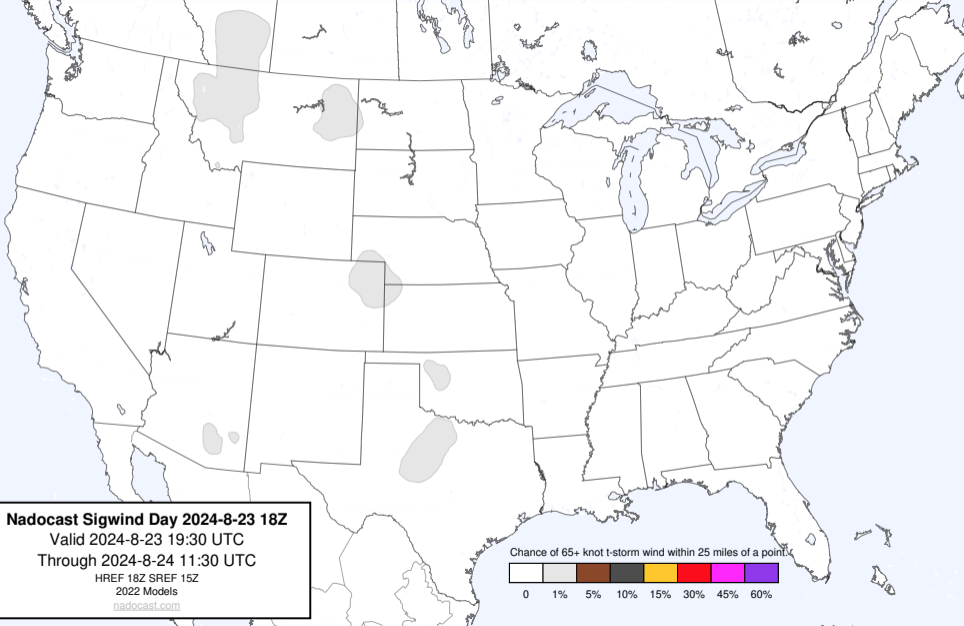 Nadocast Sigwind Day 2024-8-23 18Z
Valid 2024-8-23 19:30 UTC
Through 2024-8-24 11:30 UTC
HREF 18Z SREF 15Z
2022 Models
nadocast.com
Chance of 65+ knot t-storm wind within 25 miles of a point.
0 1% 5% 10% 15% 30% 45% 60%